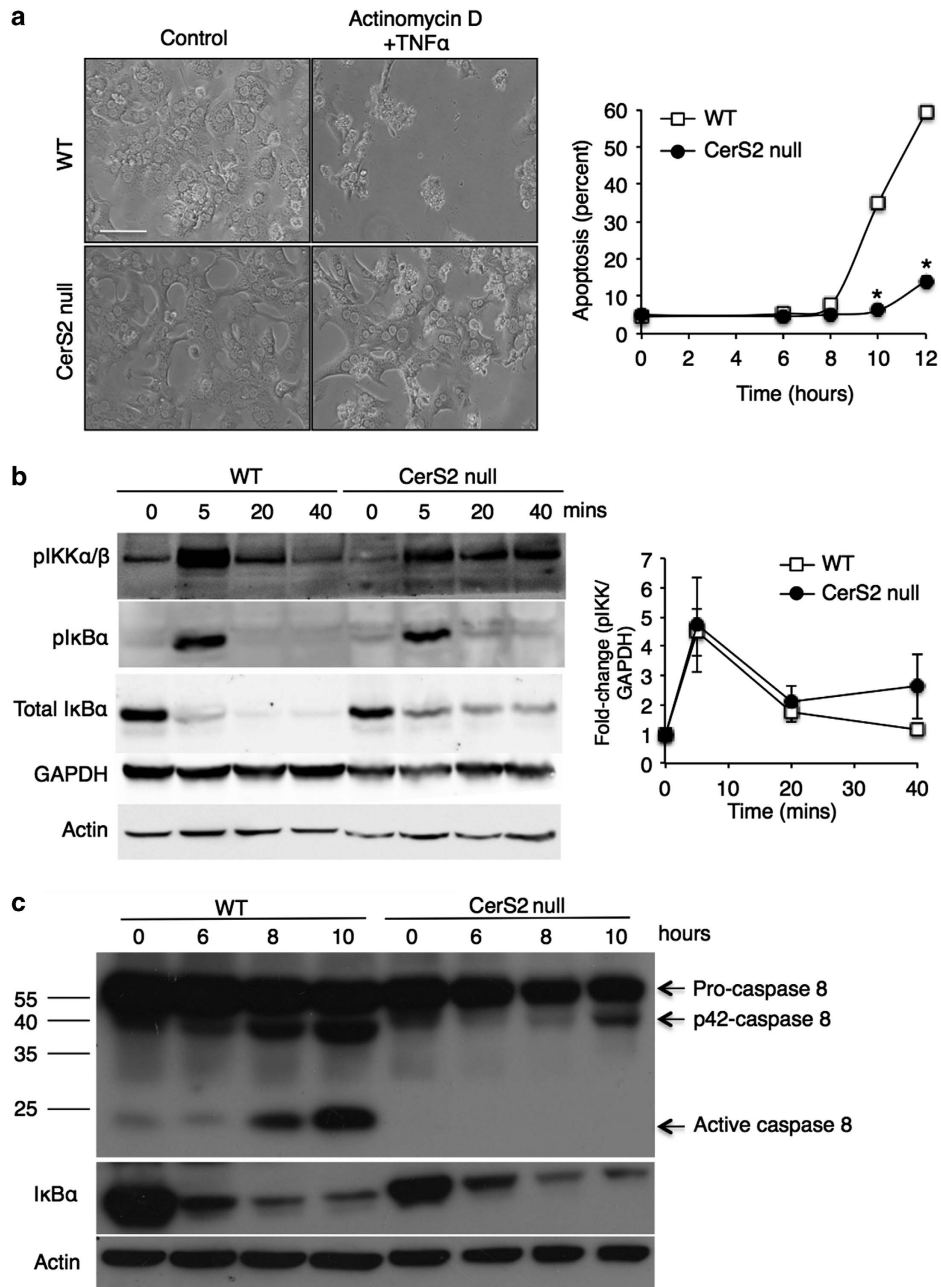 a
Control
Actinomycin D
+TNFα
WT
CerS2 null
60
50
40
30
20
10
0
0 2 4 6 8 10 12
Apoptosis (percent)
Time (hours)
WT
CerS2 null
*
*
b
WT
CerS2 null
0 5 20 40 0 5 20 40 mins
pIKKα/β
pIκBα
Total IκBα
GAPDH
Actin
7
6
5
4
3
2
1
0
0 10 20 30 40
Fold-change (pIKK/
GAPDH)
Time (mins)
WT
CerS2 null
c
WT
CerS2 null
0 6 8 10 0 6 8 10 hours
55
40
35
25
Pro-caspase 8
p42-caspase 8
Active caspase 8
IκBα
Actin